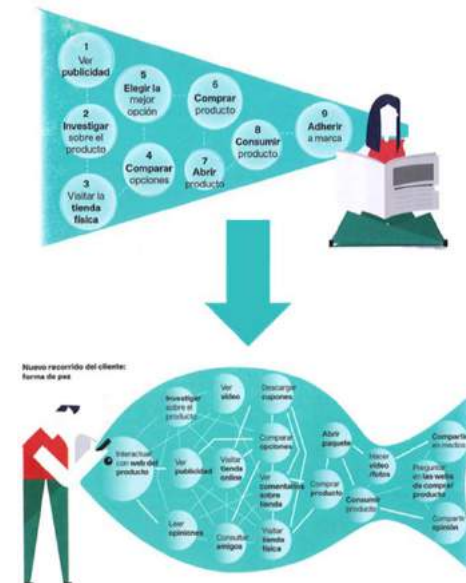 1
Ver
publicidad
2
Investigar
sobre el
producto
3
Visitar la
tienda
física
5
Elegir la
mejor
opción
4
Comparar
opciones
6
Comprar
producto
7
Abrir
producto
8
Consumir
producto
9
Adherir
a marca
Nuevo recorrido del cliente:
forma de pez
Interactuar
con web del
producto
Investigar
sobre el
producto
Ver
publicidad
Leer
opiniones
Ver
vídeo
Visitar
tienda
online
Consultar
amigos
Descargar
cupones
Comparar
opciones
Ver
comentarios
sobre
tienda
Visitar
tienda
física
Comprar
producto
Abrir
paquete
Consumir
producto
Hacer
vídeo
/fotos
Compartir
en medios
Preguntar
en las webs
de comprar
producto
Compartir
opinión